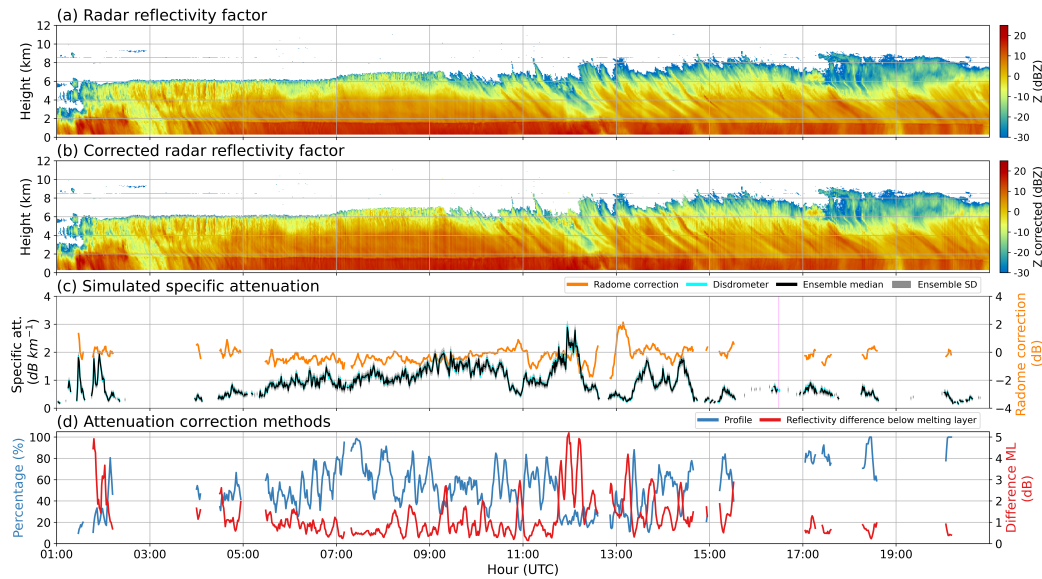 (a) Radar reflectivity factor
12
10
8
6
4
2
0
Height (km)
20
10
0
−10
−20
−30
Z (dBZ)
(b) Corrected radar reflectivity factor
12
10
8
6
4
2
0
Height (km)
20
10
0
−10
−20
−30
Z corrected (dBZ)
(c) Simulated specific attenuation
Radome correction Disdrometer Ensemble median Ensemble SD
4
3
2
1
0
Specific att.
(dB km⁻¹)
4
2
0
−2
−4
Radome correction
(dB)
(d) Attenuation correction methods
Profile Reflectivity difference below melting layer
100
80
60
40
20
0
Percentage (%)
5
4
3
2
1
0
Difference ML
(dB)
01:00 03:00 05:00 07:00 09:00 11:00 13:00 15:00 17:00 19:00
Hour (UTC)